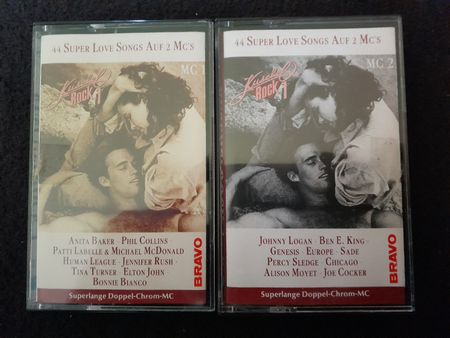 44 SUPER LOVE SONGS AUF 2 MC'S
MC 1
Kuschel
ROCK
ANITA BAKER · PHIL COLLINS ·
PATTI LABELLE & MICHAEL MCDONALD
HUMAN LEAGUE · JENNIFER RUSH ·
TINA TURNER · ELTON JOHN
BONNIE BIANCO
BRAVO
Superlange Doppel-Chrom-MC
44 SUPER LOVE SONGS AUF 2 MC'S
MC 2
Kuschel
ROCK
JOHNNY LOGAN · BEN E. KING ·
GENESIS · EUROPE · SADE
PERCY SLEDGE · CHICAGO
ALISON MOYET · JOE COCKER
BRAVO
Superlange Doppel-Chrom-MC